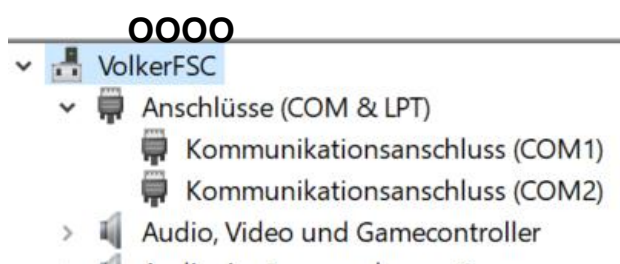 oooo
VolkerFSC
Anschlüsse (COM & LPT)
Kommunikationsanschluss (COM1)
Kommunikationsanschluss (COM2)
Audio, Video und Gamecontroller